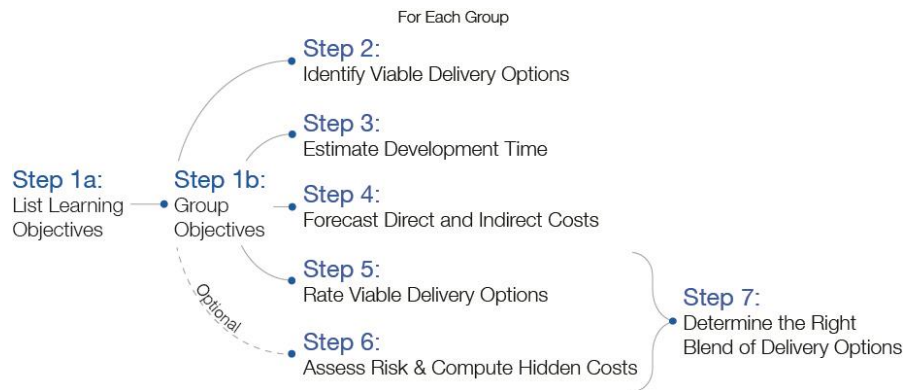 For Each Group
Step 2:
Identify Viable Delivery Options
Step 3:
Estimate Development Time
Step 1a:
List Learning
Objectives
Step 1b:
Group
Objectives
Step 4:
Forecast Direct and Indirect Costs
Step 5:
Rate Viable Delivery Options
Optional
Step 6:
Assess Risk & Compute Hidden Costs
Step 7:
Determine the Right
Blend of Delivery Options